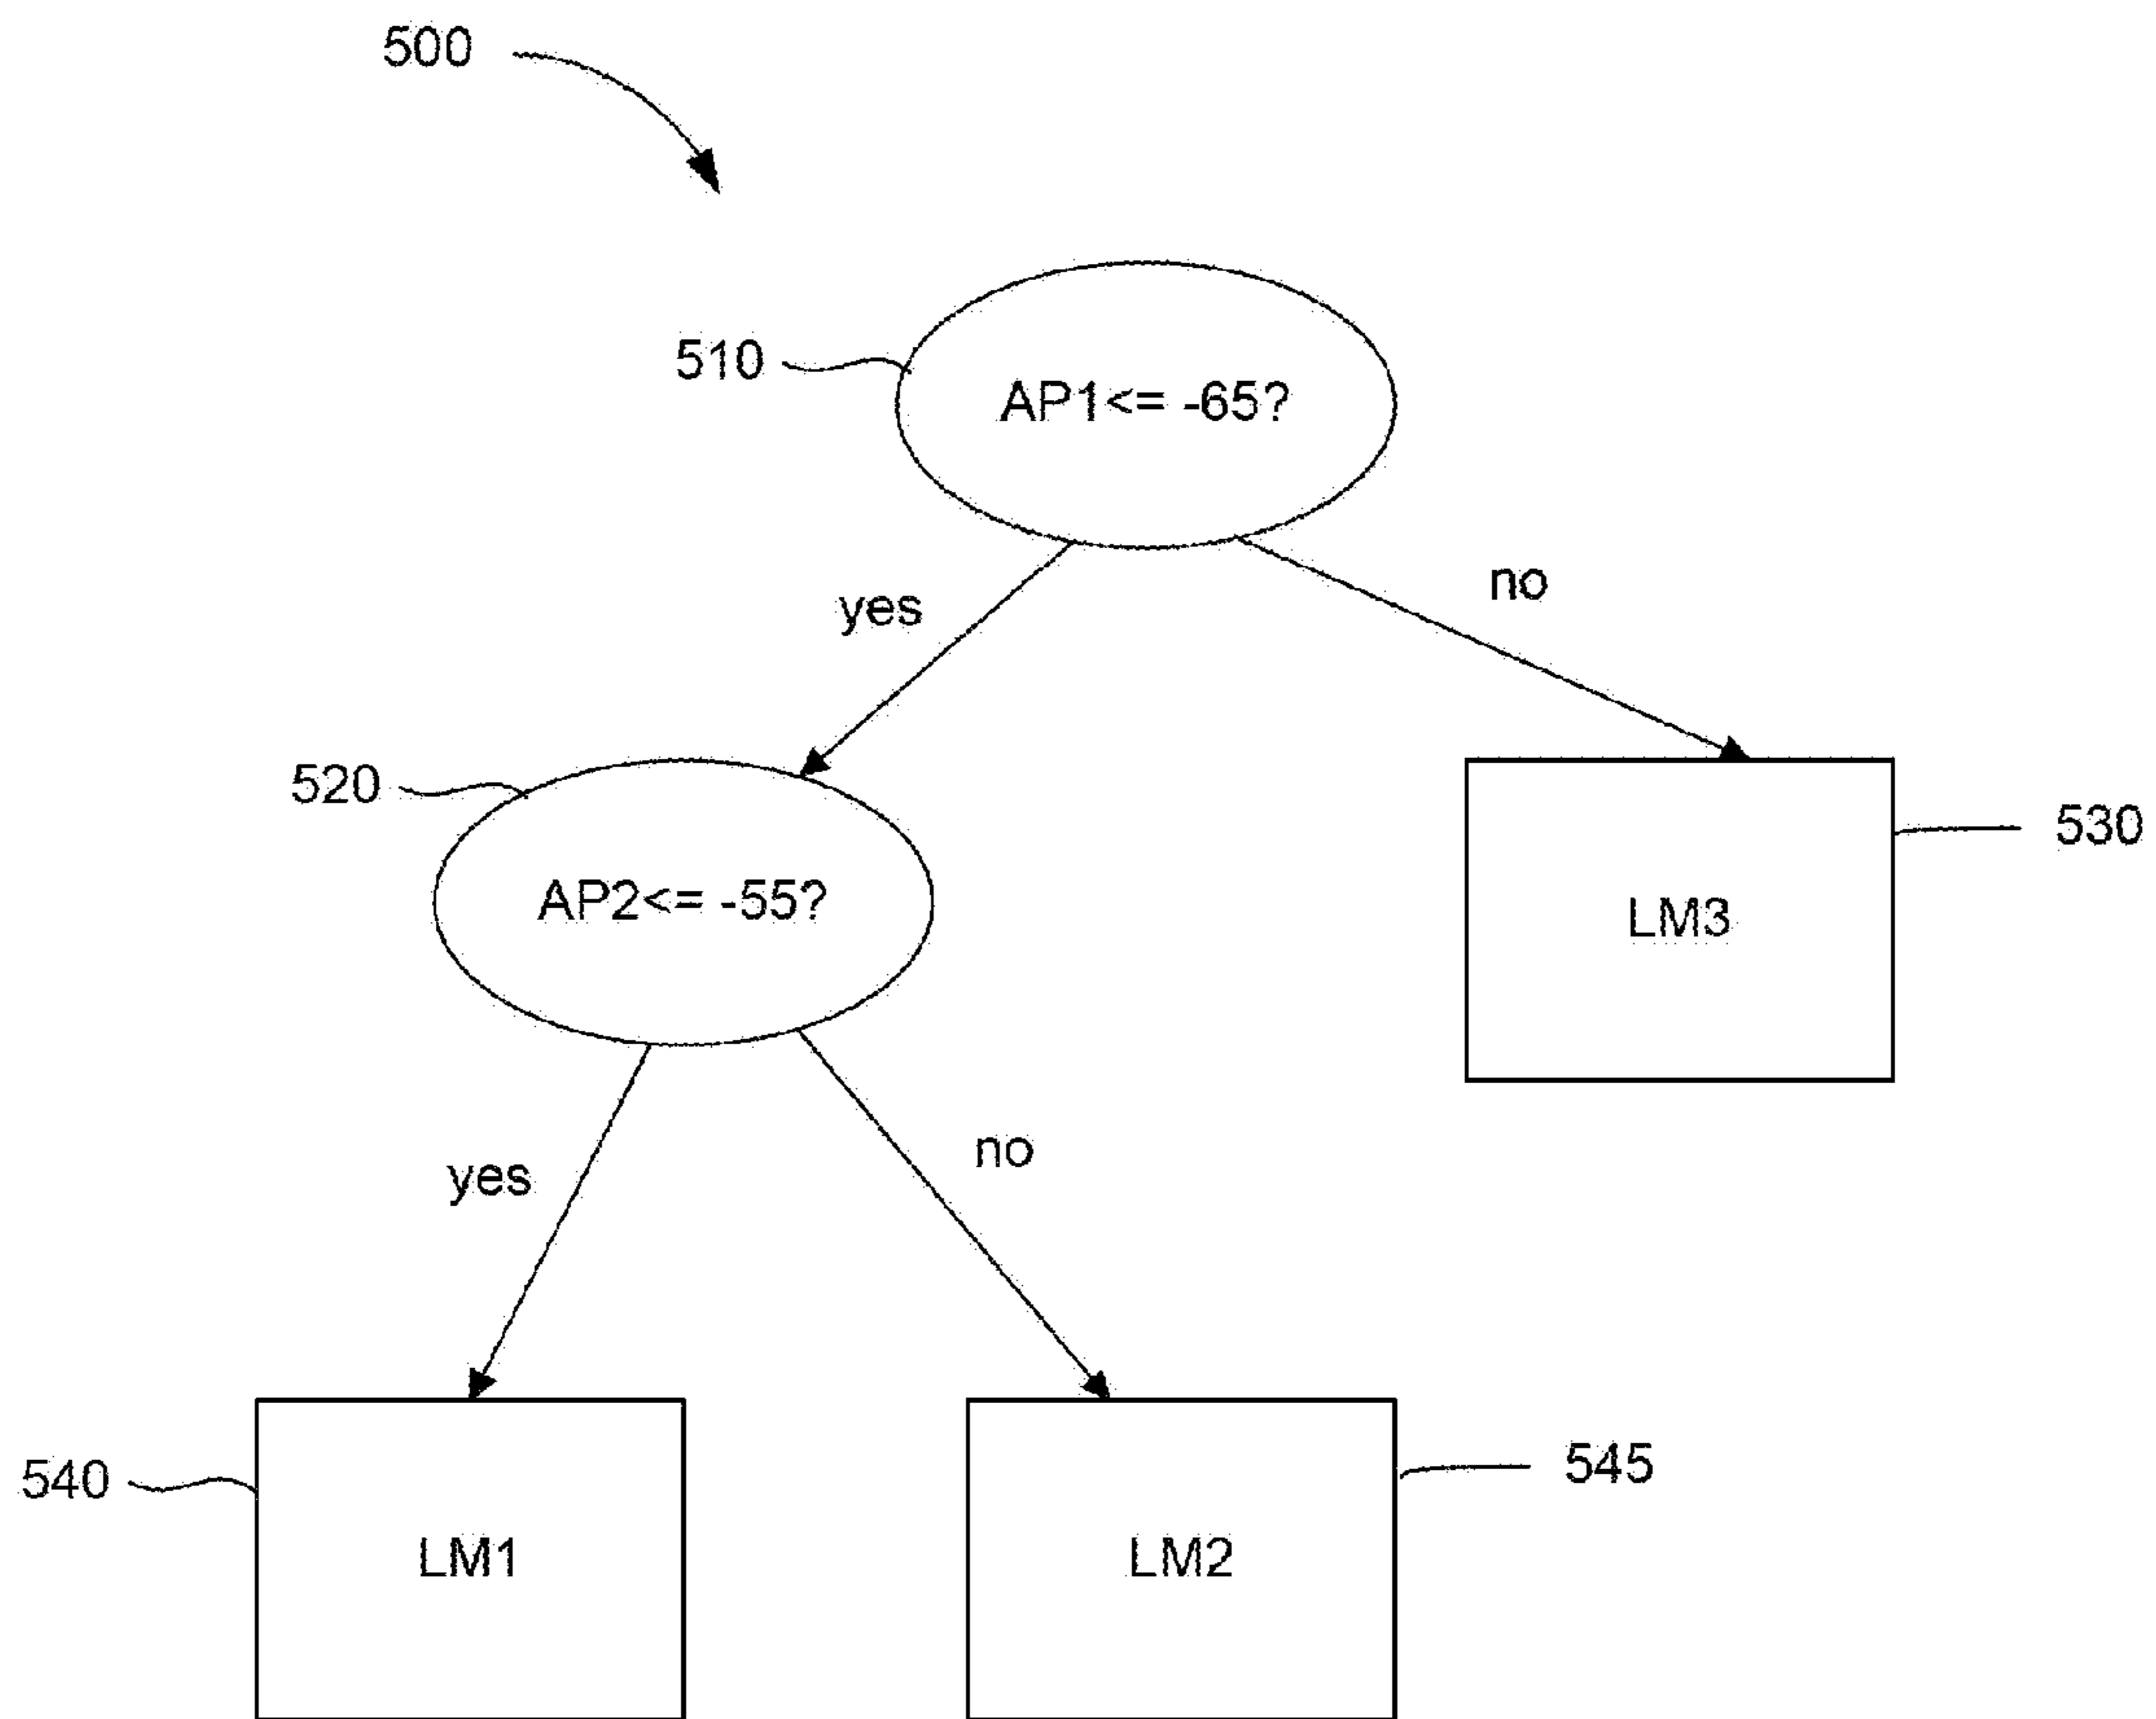 500
510
AP1<= -65?
yes
no
520
AP2<= -55?
530
LM3
yes
no
540
LM1
545
LM2